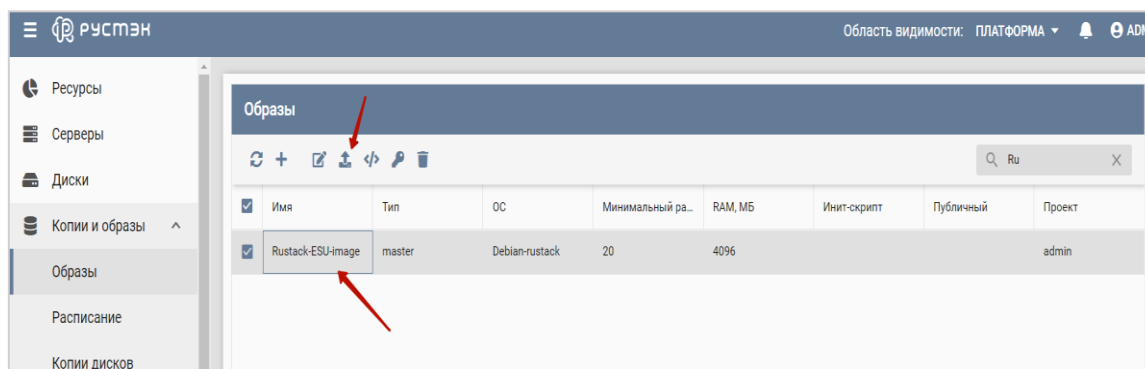 РУСТЭК
Область видимости: ПЛАТФОРМА
ADM
Ресурсы
Серверы
Диски
Копии и образы
Образы
Расписание
Копии дисков
Образы
Ru
Имя Тип ОС Минимальный ра... RAM, МБ Инит-скрипт Публичный Проект
Rustack-ESU-image master Debian-rustack 20 4096 admin